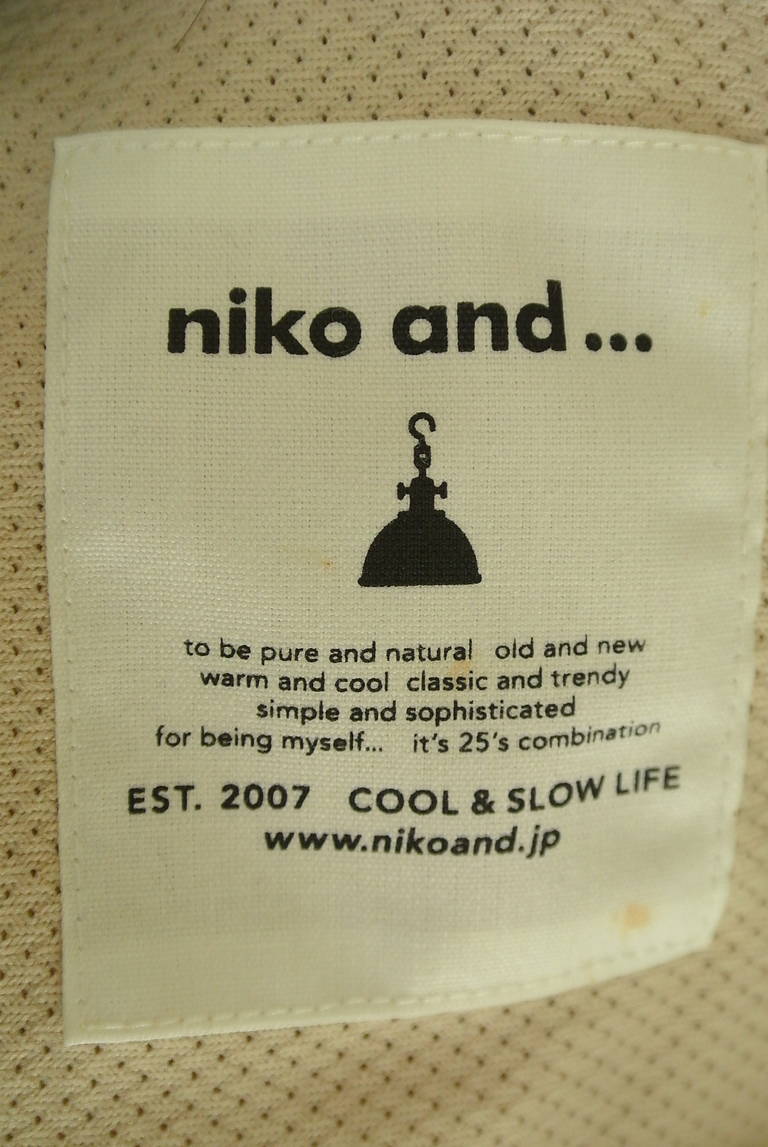 niko and...
to be pure and natural old and new
warm and cool classic and trendy
simple and sophisticated
for being myself... it's 25's combination
EST. 2007 COOL & SLOW LIFE
www.nikoand.jp